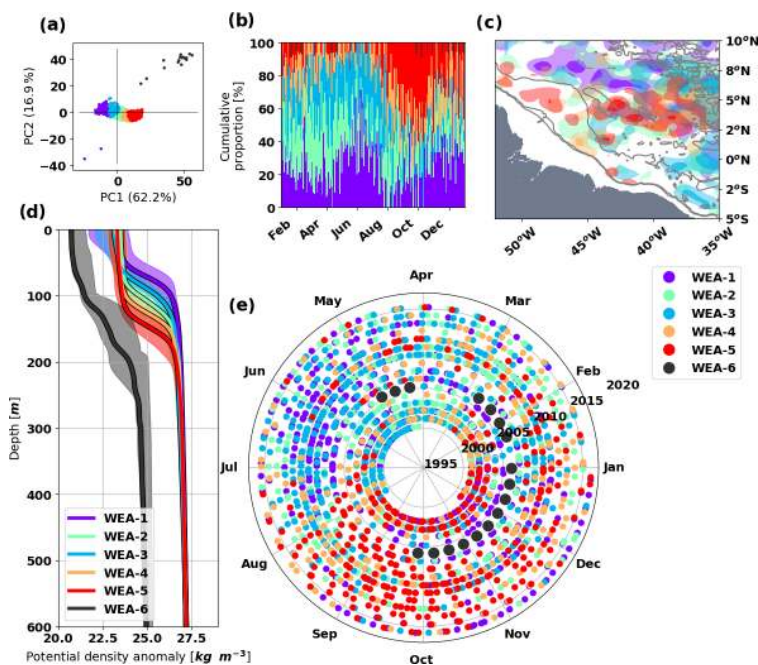 (a)
PC2 (16.9%)
40
20
0
−20
−40
0
50
PC1 (62.2%)
(b)
Cumulative
proportion [%]
100
80
60
40
20
0
Feb
Apr
Jun
Aug
Oct
Dec
(c)
10°N
8°N
5°N
2°N
0°N
2°S
5°S
50°W
45°W
40°W
35°W
WEA-1
WEA-2
WEA-3
WEA-4
WEA-5
WEA-6
(d)
Depth [m]
0
100
200
300
400
500
600
WEA-1
WEA-2
WEA-3
WEA-4
WEA-5
WEA-6
20.0
22.5
25.0
27.5
Potential density anomaly [kg m⁻³]
(e)
Apr
Mar
Feb
Jan
Dec
Nov
Oct
Sep
Aug
Jul
Jun
May
1995
2000
2005
2010
2015
2020